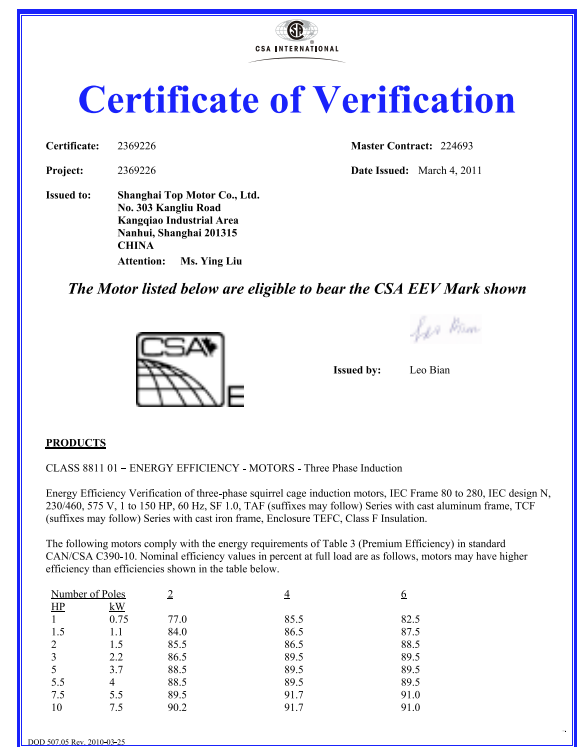 CSA INTERNATIONAL
Certificate of Verification
Certificate: 2369226 Master Contract: 224693
Project: 2369226 Date Issued: March 4, 2011
Issued to: Shanghai Top Motor Co., Ltd.
No. 303 Kangliu Road
Kangqiao Industrial Area
Nanhui, Shanghai 201315
CHINA
Attention: Ms. Ying Liu
The Motor listed below are eligible to bear the CSA EEV Mark shown
CSA
E
Issued by: Leo Bian
PRODUCTS
CLASS 8811 01 – ENERGY EFFICIENCY - MOTORS - Three Phase Induction
Energy Efficiency Verification of three-phase squirrel cage induction motors, IEC Frame 80 to 280, IEC design N,
230/460, 575 V, 1 to 150 HP, 60 Hz, SF 1.0, TAF (suffixes may follow) Series with cast aluminum frame, TCF
(suffixes may follow) Series with cast iron frame, Enclosure TEFC, Class F Insulation.
The following motors comply with the energy requirements of Table 3 (Premium Efficiency) in standard
CAN/CSA C390-10. Nominal efficiency values in percent at full load are as follows, motors may have higher
efficiency than efficiencies shown in the table below.
Number of Poles 2 4 6
HP kW
1 0.75 77.0 85.5 82.5
1.5 1.1 84.0 86.5 87.5
2 1.5 85.5 86.5 88.5
3 2.2 86.5 89.5 89.5
5 3.7 88.5 89.5 89.5
5.5 4 88.5 89.5 89.5
7.5 5.5 89.5 91.7 91.0
10 7.5 90.2 91.7 91.0
DOD 507.05 Rev. 2010-03-25